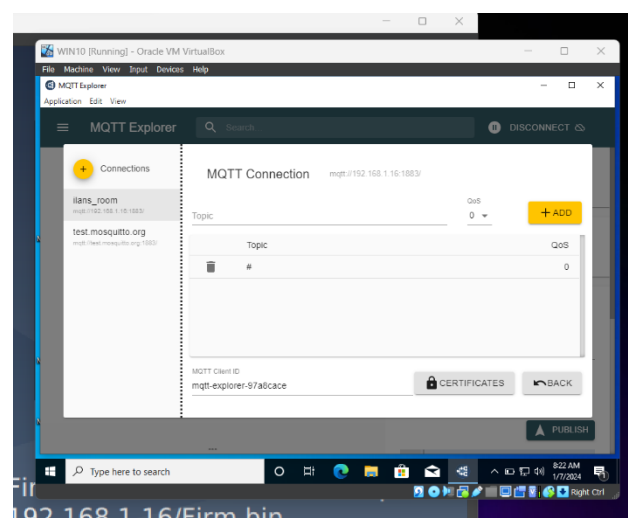 WIN10 [Running] - Oracle VM VirtualBox
File Machine View Input Devices Help
MQTT Explorer
Application Edit View
MQTT Explorer
Search...
DISCONNECT
Connections
MQTT Connection
mqtt://192.168.1.16:1883/
ilans_room
mqtt://192.168.1.16:1883/
test.mosquitto.org
mqtt://test.mosquitto.org:1883/
Topic
QoS
0
ADD
Topic
QoS
#
0
MQTT Client ID
mqtt-explorer-97a8cace
CERTIFICATES
BACK
PUBLISH
Type here to search
8:22 AM
1/7/2024
Right Ctrl
Fir
192.168.1.16/Firm.bin